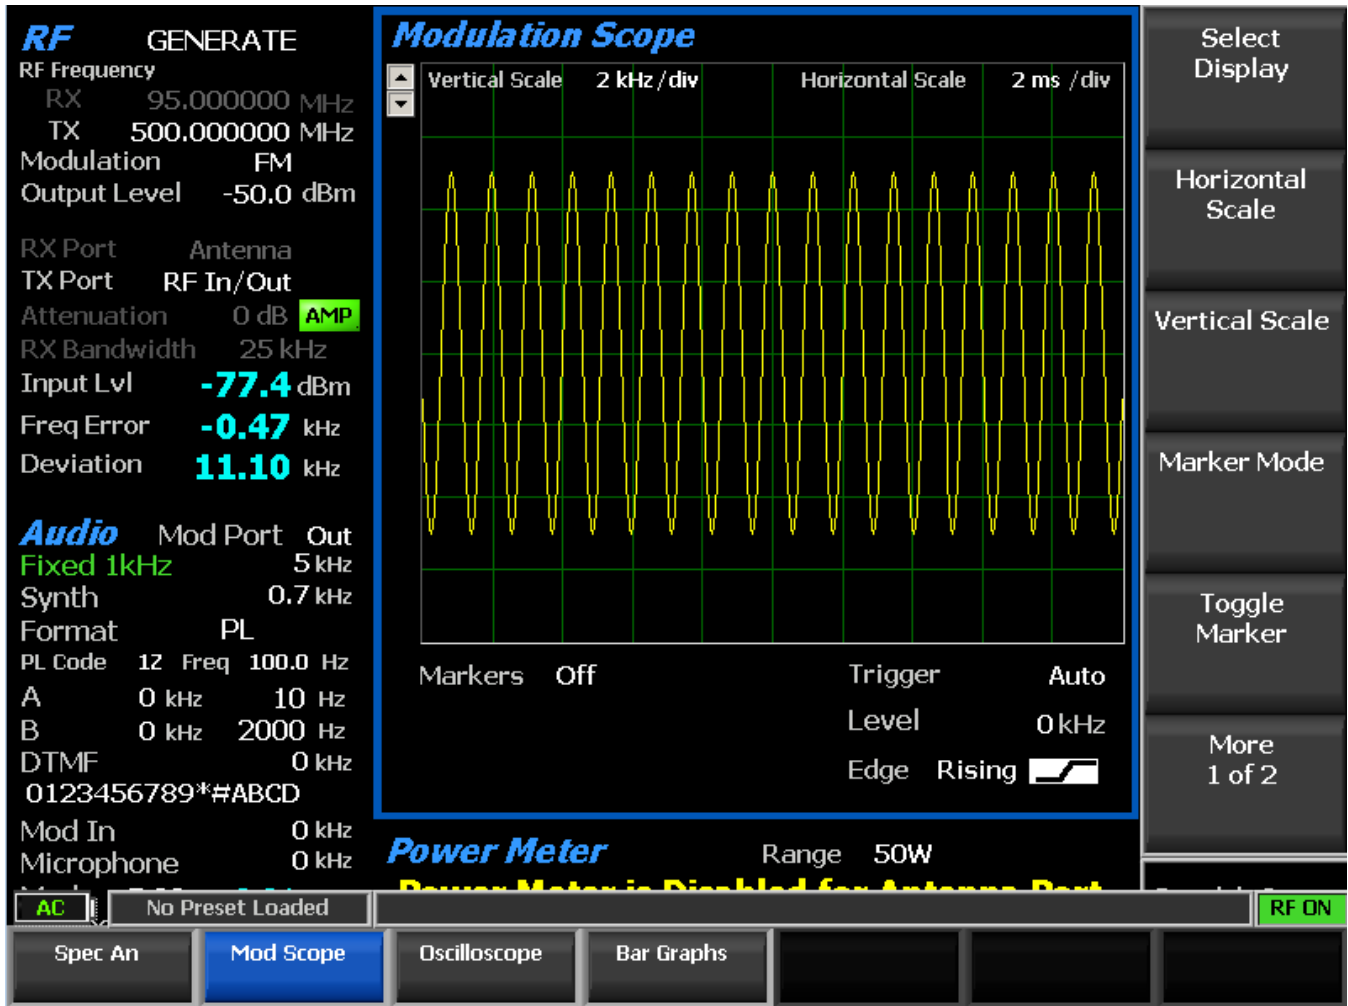 RF GENERATE
RF Frequency
RX 95.000000 MHz
TX 500.000000 MHz
Modulation FM
Output Level -50.0 dBm
RX Port Antenna
TX Port RF In/Out
Attenuation 0 dB AMP
RX Bandwidth 25 kHz
Input Lvl -77.4 dBm
Freq Error -0.47 kHz
Deviation 11.10 kHz
Audio Mod Port Out
Fixed 1kHz 5 kHz
Synth 0.7 kHz
Format PL
PL Code 1Z Freq 100.0 Hz
A 0 kHz 10 Hz
B 0 kHz 2000 Hz
DTMF 0 kHz
0123456789*#ABCD
Mod In 0 kHz
Microphone 0 kHz
Modulation Scope
Vertical Scale 2 kHz/div Horizontal Scale 2 ms /div
Markers Off
Trigger Auto
Level 0 kHz
Edge Rising
Power Meter Range 50W
Power Meter is Disabled for Antenna Port
Select
Display
Horizontal
Scale
Vertical Scale
Marker Mode
Toggle
Marker
More
1 of 2
AC No Preset Loaded RF ON
Spec An Mod Scope Oscilloscope Bar Graphs